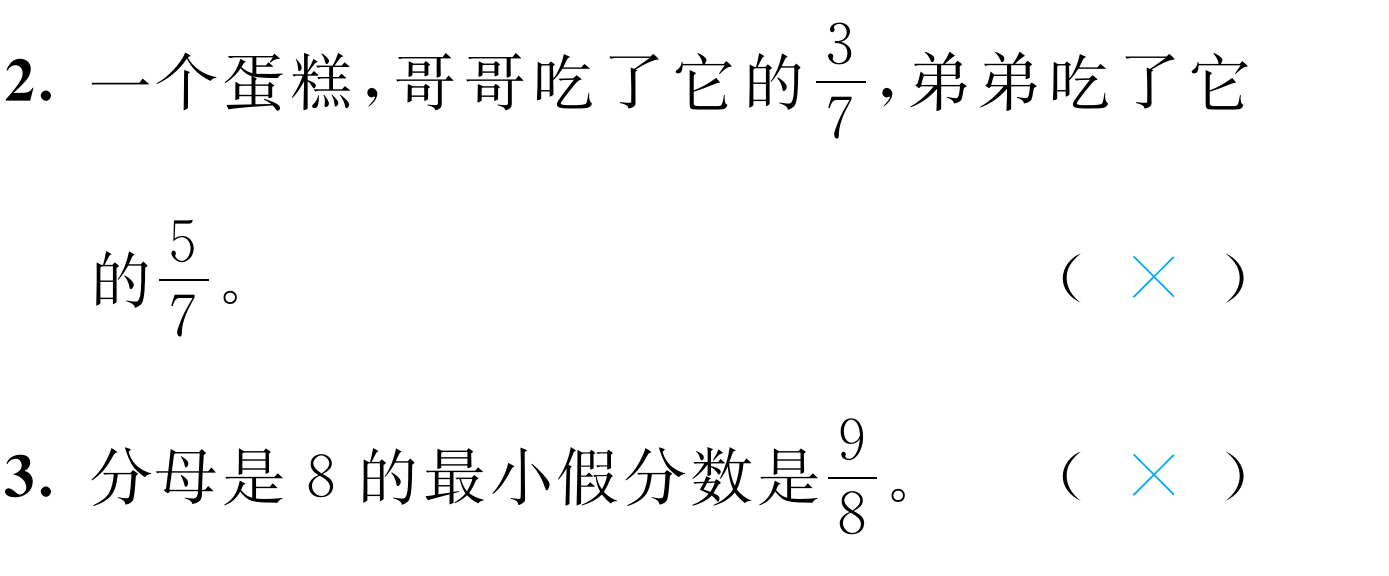 2. 一个蛋糕,哥哥吃了它的3/7,弟弟吃了它
的5/7。 ( × )
3. 分母是 8 的最小假分数是9/8。 ( × )